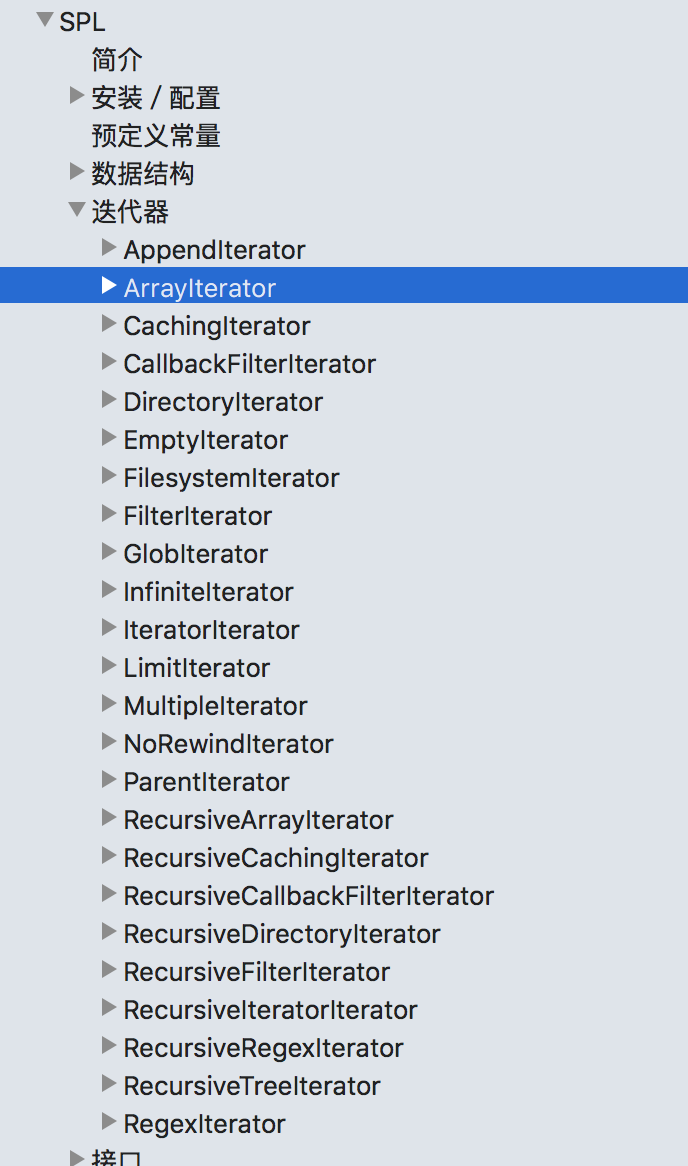 SPL
简介
安装 / 配置
预定义常量
数据结构
迭代器
AppendIterator
ArrayIterator
CachingIterator
CallbackFilterIterator
DirectoryIterator
EmptyIterator
FilesystemIterator
FilterIterator
GlobIterator
InfiniteIterator
IteratorIterator
LimitIterator
MultipleIterator
NoRewindIterator
ParentIterator
RecursiveArrayIterator
RecursiveCachingIterator
RecursiveCallbackFilterIterator
RecursiveDirectoryIterator
RecursiveFilterIterator
RecursiveIteratorIterator
RecursiveRegexIterator
RecursiveTreeIterator
RegexIterator
接口